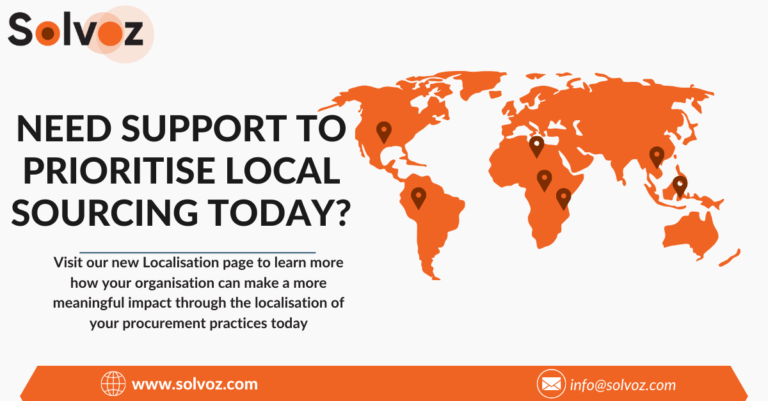 Solvoz
NEED SUPPORT TO
PRIORITISE LOCAL
SOURCING TODAY?
Visit our new Localisation page to learn more
how your organisation can make a more
meaningful impact through the localisation of
your procurement practices today
www.solvoz.com
info@solvoz.com